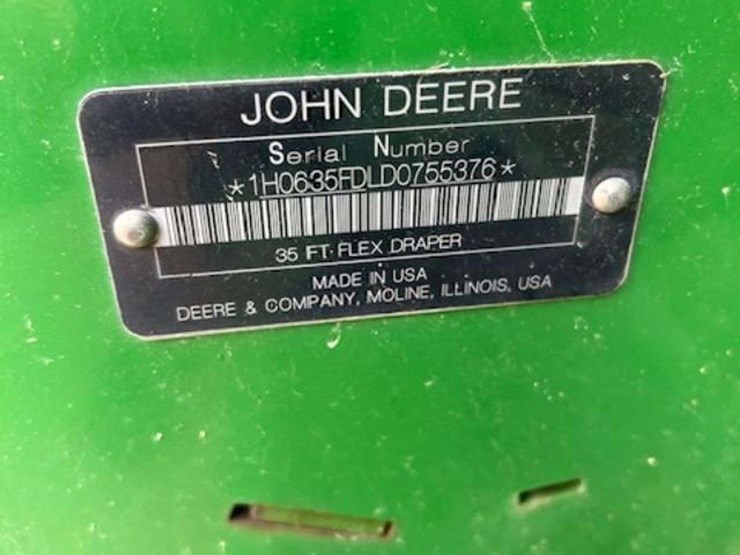 JOHN DEERE
Serial Number
*1H0635FDLD0755376*
35 FT FLEX DRAPER
MADE IN USA
DEERE & COMPANY, MOLINE, ILLINOIS, USA